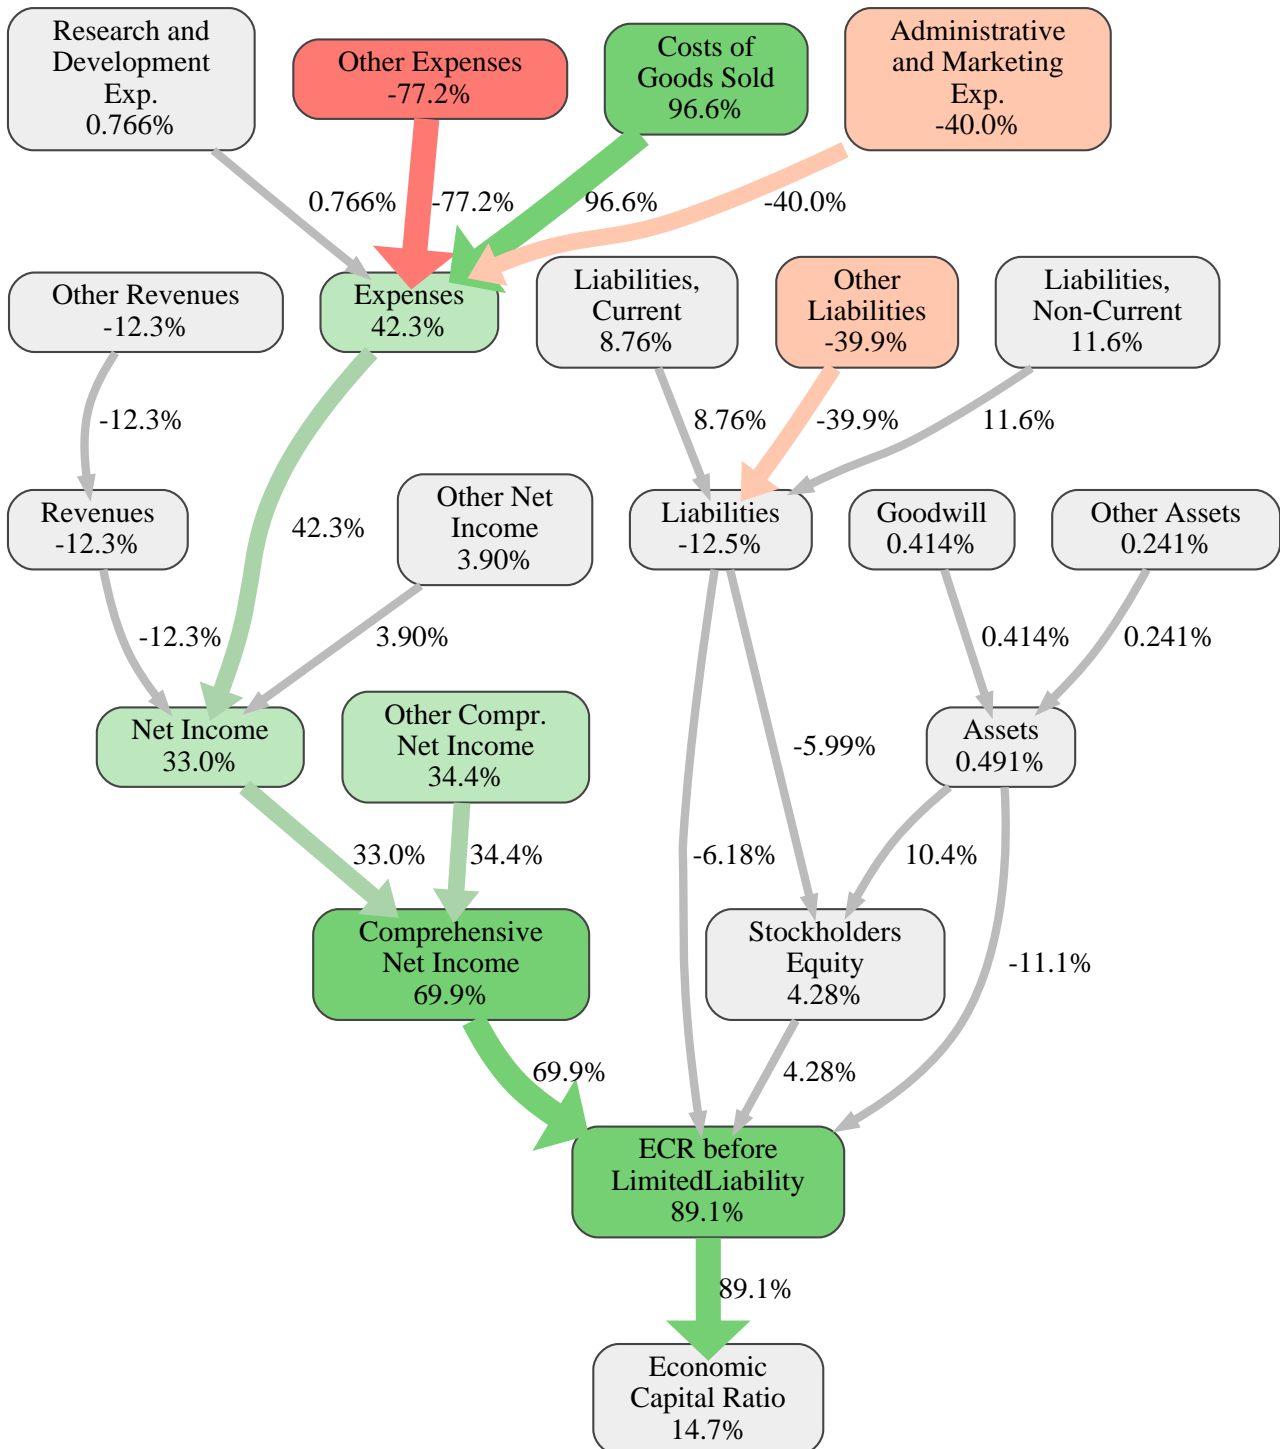 Research and
Development
Exp.
0.766%
Other Expenses
-77.2%
Costs of
Goods Sold
96.6%
Administrative
and Marketing
Exp.
-40.0%
0.766%
-77.2%
96.6%
-40.0%
Other Revenues
-12.3%
Expenses
42.3%
Liabilities,
Current
8.76%
Other
Liabilities
-39.9%
Liabilities,
Non-Current
11.6%
-12.3%
8.76%
-39.9%
11.6%
Revenues
-12.3%
42.3%
Other Net
Income
3.90%
Liabilities
-12.5%
Goodwill
0.414%
Other Assets
0.241%
-12.3%
3.90%
0.414%
0.241%
Net Income
33.0%
Other Compr.
Net Income
34.4%
-5.99%
Assets
0.491%
33.0%
34.4%
-6.18%
10.4%
Comprehensive
Net Income
69.9%
Stockholders
Equity
4.28%
-11.1%
69.9%
4.28%
ECR before
LimitedLiability
89.1%
89.1%
Economic
Capital Ratio
14.7%